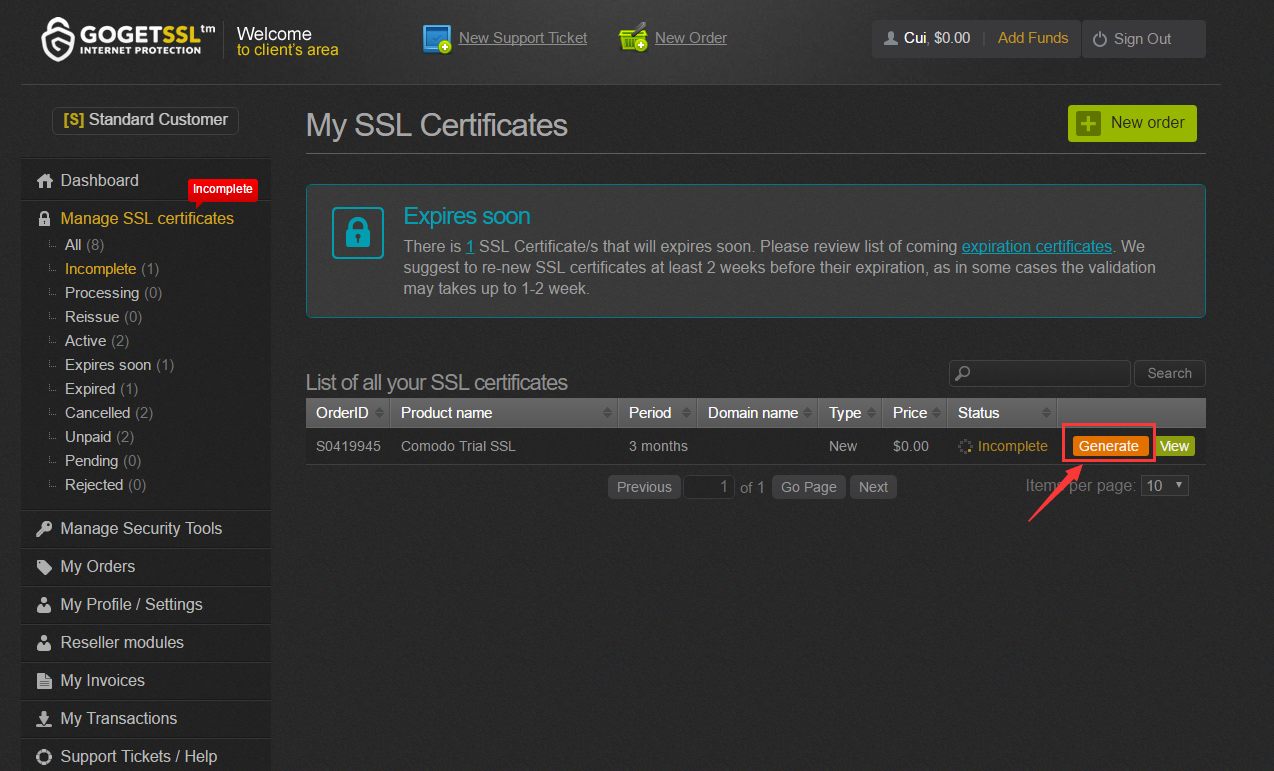 GOGETSSL™
INTERNET PROTECTION
Welcome
to client's area
New Support Ticket
New Order
Cui, $0.00 | Add Funds
Sign Out
[S] Standard Customer
Dashboard
Incomplete
Manage SSL certificates
All (8)
Incomplete (1)
Processing (0)
Reissue (0)
Active (2)
Expires soon (1)
Expired (1)
Cancelled (2)
Unpaid (2)
Pending (0)
Rejected (0)
Manage Security Tools
My Orders
My Profile / Settings
Reseller modules
My Invoices
My Transactions
Support Tickets / Help
My SSL Certificates
New order
Expires soon
There is 1 SSL Certificate/s that will expires soon. Please review list of coming expiration certificates. We
suggest to re-new SSL certificates at least 2 weeks before their expiration, as in some cases the validation
may takes up to 1-2 week.
List of all your SSL certificates
Search
OrderID Product name Period Domain name Type Price Status
S0419945 Comodo Trial SSL 3 months New $0.00 Incomplete Generate View
Previous 1 of 1 Go Page Next
Items per page: 10